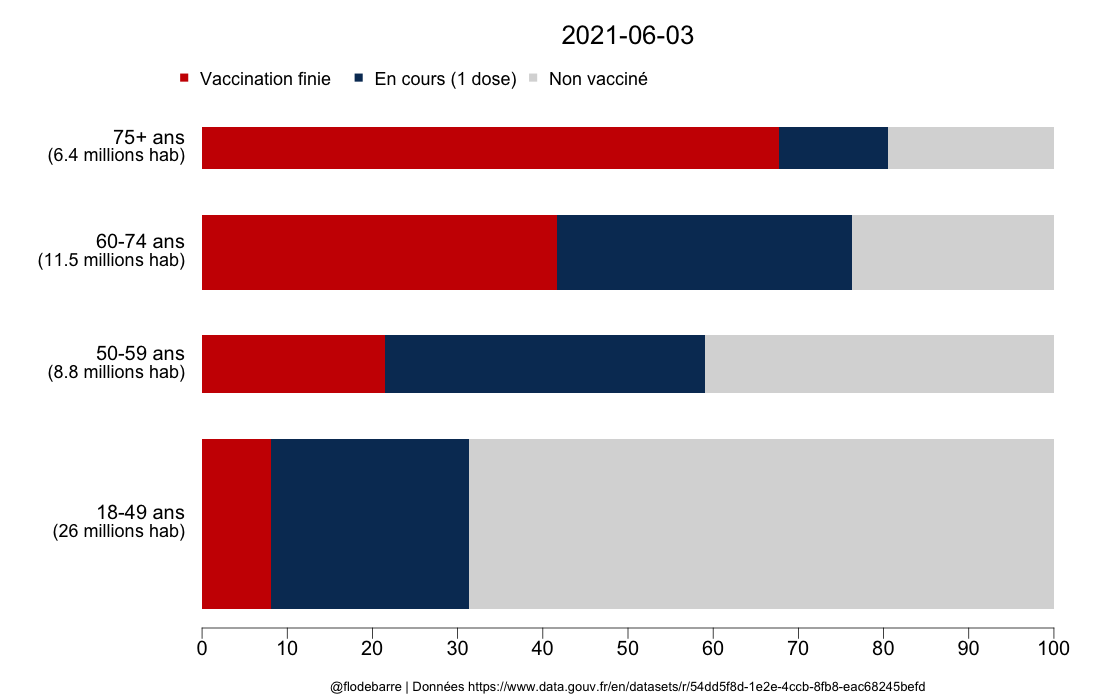 2021-06-03
Vaccination finie En cours (1 dose) Non vacciné
75+ ans
(6.4 millions hab)
60-74 ans
(11.5 millions hab)
50-59 ans
(8.8 millions hab)
18-49 ans
(26 millions hab)
0 10 20 30 40 50 60 70 80 90 100
@flodebarre | Données https://www.data.gouv.fr/en/datasets/r/54dd5f8d-1e2e-4ccb-8fb8-eac68245befd